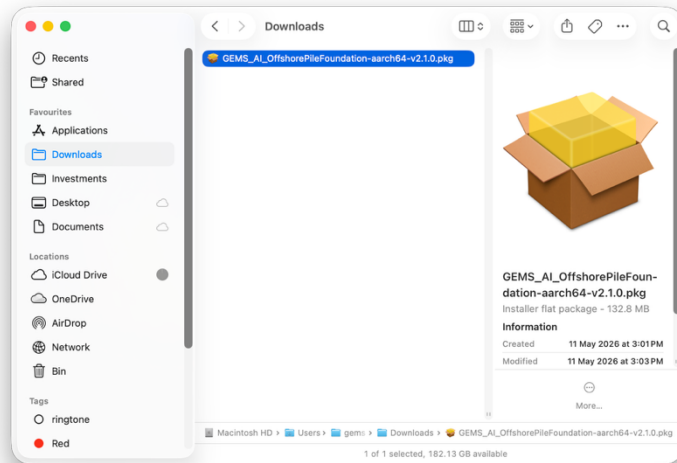 Downloads
Recents
Shared
Favourites
Applications
Downloads
Investments
Desktop
Documents
Locations
iCloud Drive
OneDrive
AirDrop
Network
Bin
Tags
ringtone
Red
GEMS_AI_OffshorePileFoundation-aarch64-v2.1.0.pkg
GEMS_AI_OffshorePileFoun-
dation-aarch64-v2.1.0.pkg
Installer flat package - 132.8 MB
Information
Created 11 May 2026 at 3:01 PM
Modified 11 May 2026 at 3:03 PM
More...
Macintosh HD › Users › gems › Downloads › GEMS_AI_OffshorePileFoundation-aarch64-v2.1.0.pkg
1 of 1 selected, 182.13 GB available